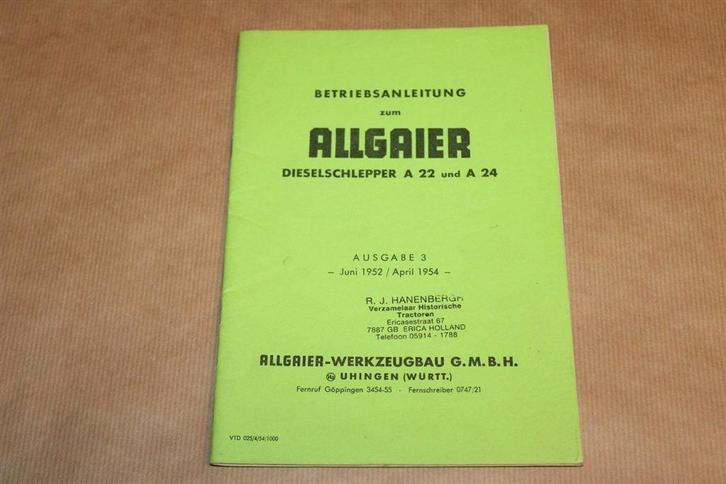 BETRIEBSANLEITUNG
zum
ALLGAIER
DIESELSCHLEPPER A 22 und A 24
AUSGABE 3
– Juni 1952 / April 1954 –
R. J. HANENBERGH
Verzamelaar Historische
Tractoren
Ericasestraat 67
7887 GB ERICA HOLLAND
Telefoon 05914 - 1788
ALLGAIER-WERKZEUGBAU G.M.B.H.
UHINGEN (WURTT.)
Fernruf Göppingen 3454-55 - Fernschreiber 0747/21
VTD 025/4/54/1000